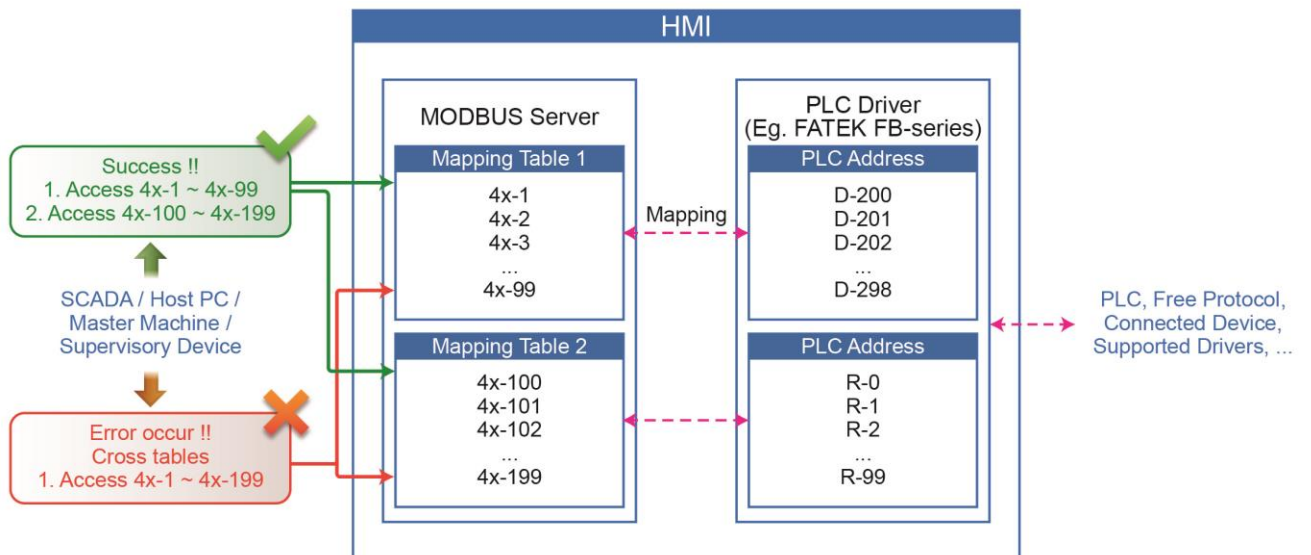 HMI
Success !!
1. Access 4x-1 ~ 4x-99
2. Access 4x-100 ~ 4x-199
SCADA / Host PC /
Master Machine /
Supervisory Device
Error occur !!
Cross tables
1. Access 4x-1 ~ 4x-199
MODBUS Server
Mapping Table 1
4x-1
4x-2
4x-3
...
4x-99
Mapping Table 2
4x-100
4x-101
4x-102
...
4x-199
Mapping
PLC Driver
(Eg. FATEK FB-series)
PLC Address
D-200
D-201
D-202
...
D-298
PLC Address
R-0
R-1
R-2
...
R-99
PLC, Free Protocol,
Connected Device,
Supported Drivers, ...